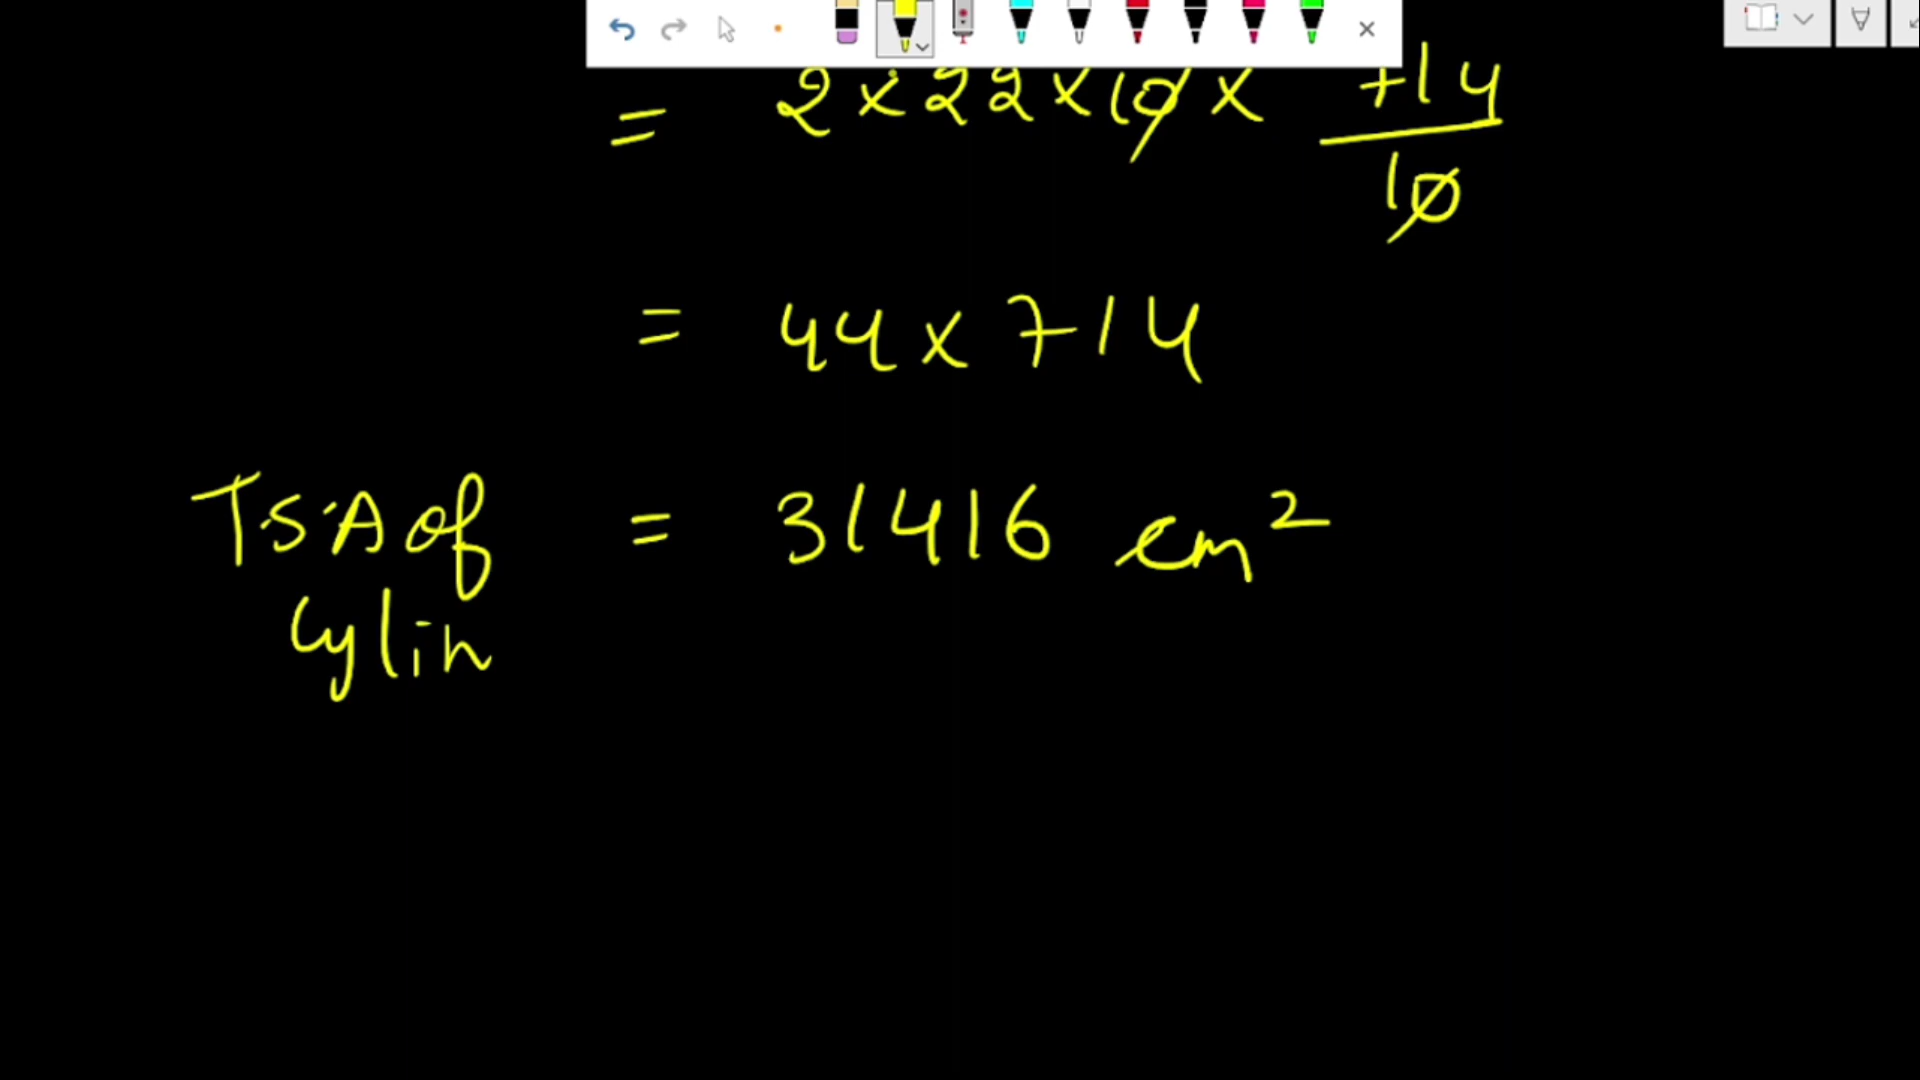 = 2 x 22 x 10 x 714
10
= 44 x 714
T.S.A of = 31416 cm²
Cylin